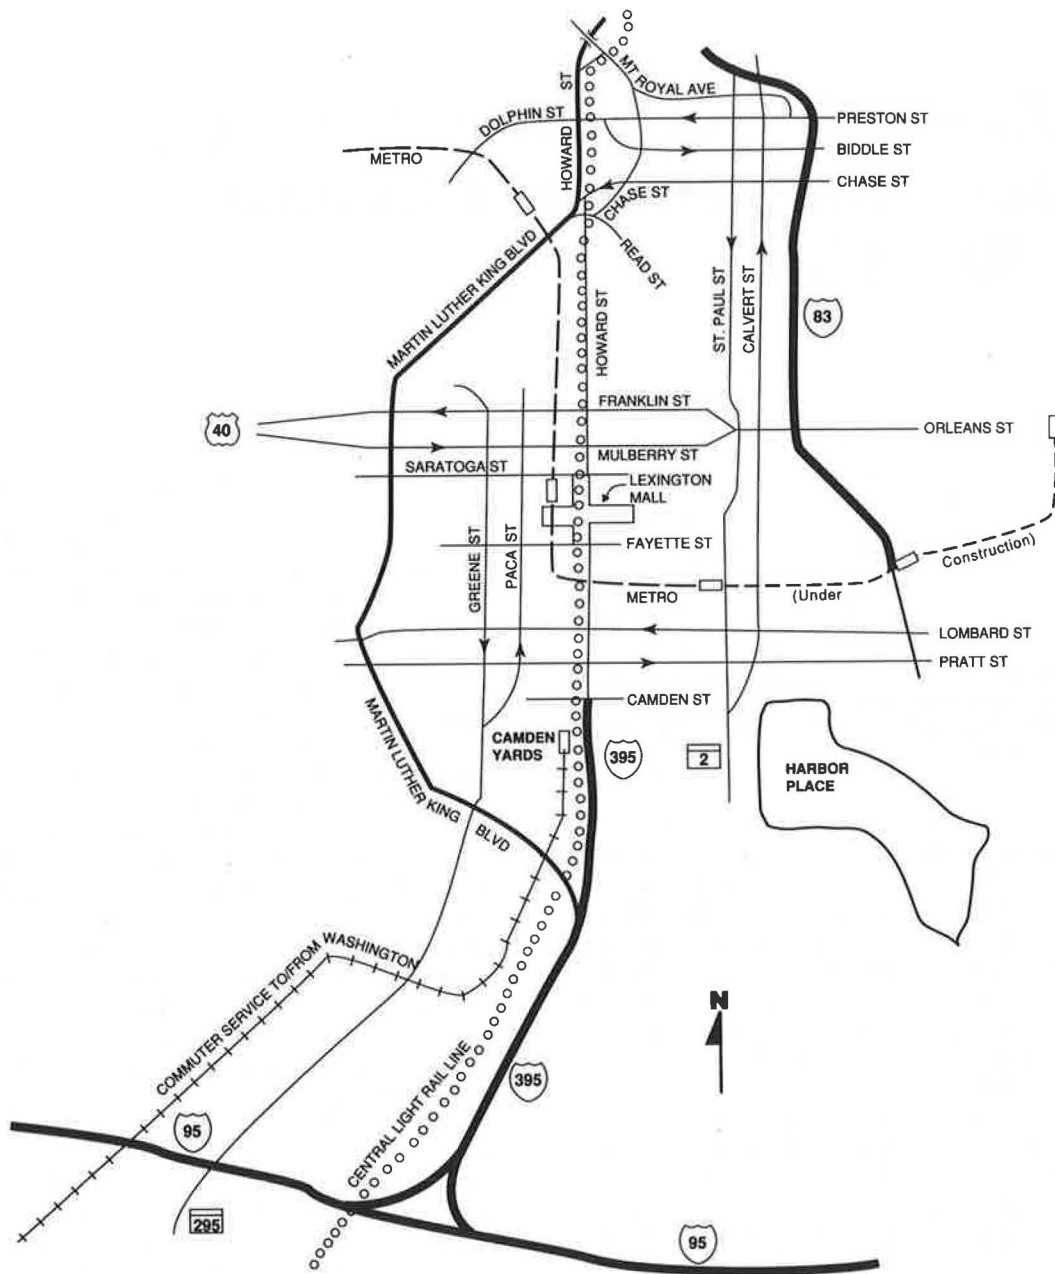 MT ROYAL AVE
HOWARD ST
DOLPHIN ST
PRESTON ST
METRO
BIDDLE ST
CHASE ST
CHASE ST
READ ST
MARTIN LUTHER KING BLVD
HOWARD ST
ST. PAUL ST
CALVERT ST
83
FRANKLIN ST
40
ORLEANS ST
MULBERRY ST
SARATOGA ST
LEXINGTON
MALL
GREENE ST
PACA ST
FAYETTE ST
METRO
(Under
Construction)
LOMBARD ST
PRATT ST
CAMDEN ST
MARTIN LUTHER KING BLVD
CAMDEN
YARDS
395
2
HARBOR
PLACE
COMMUTER SERVICE TO/FROM WASHINGTON
N
CENTRAL LIGHT RAIL LINE
395
95
295
95